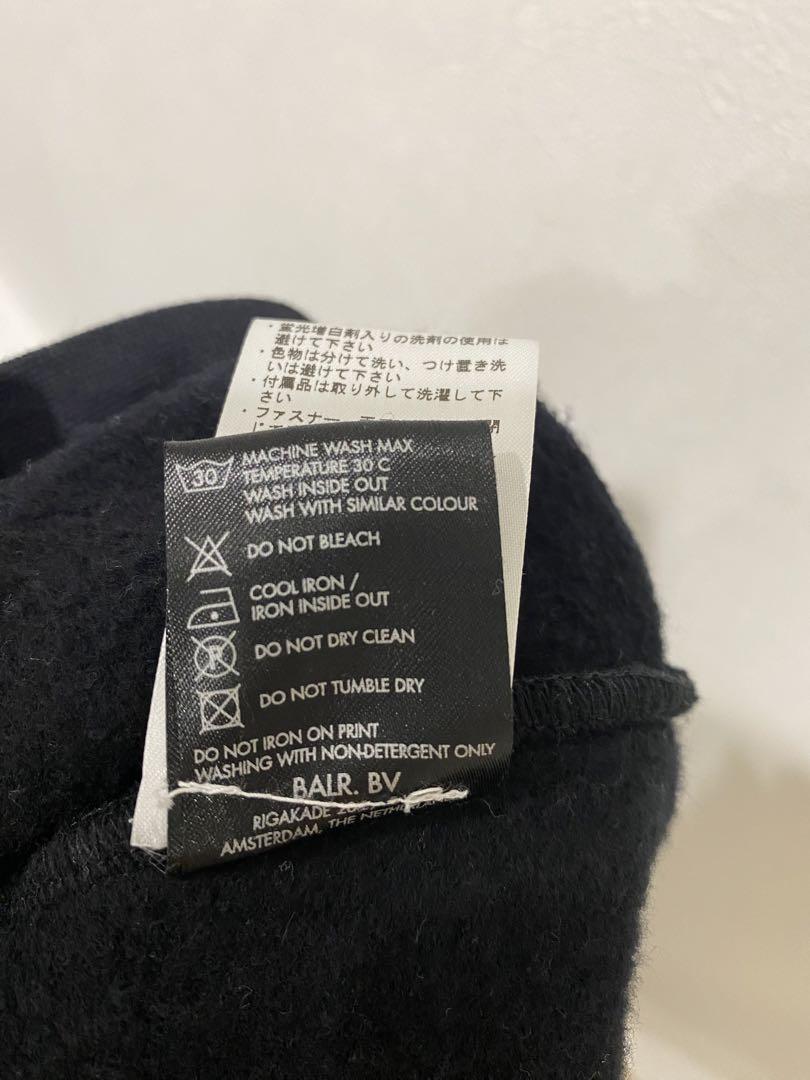 ・蛍光増白剤入りの洗剤の使用は
避けて下さい
・色物は分けて洗い、つけ置き洗
いは避けて下さい
・付属品は取り外して洗濯して下
さい
・ファスナー
30
MACHINE WASH MAX
TEMPERATURE 30 C
WASH INSIDE OUT
WASH WITH SIMILAR COLOUR
DO NOT BLEACH
COOL IRON /
IRON INSIDE OUT
DO NOT DRY CLEAN
DO NOT TUMBLE DRY
DO NOT IRON ON PRINT
WASHING WITH NON-DETERGENT ONLY
BALR. BV
RIGAKADE
AMSTERDAM, THE NETHERLANDS